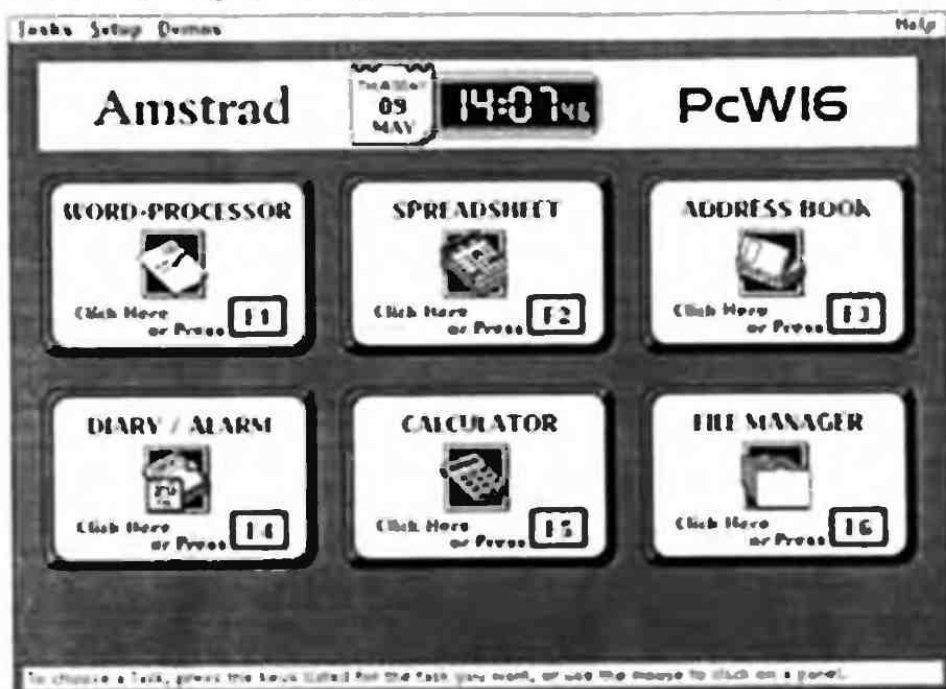 Tasks Setup Demos Help
Amstrad
THURSDAY
09
MAY
14:07 46
PcW16
WORD-PROCESSOR
Click Here
or Press F1
SPREADSHEET
Click Here
or Press F2
ADDRESS BOOK
Click Here
or Press F3
DIARY / ALARM
Click Here
or Press F4
CALCULATOR
Click Here
or Press F5
FILE MANAGER
Click Here
or Press F6
To choose a Task, press the keys listed for the task you want, or use the mouse to click on a panel.